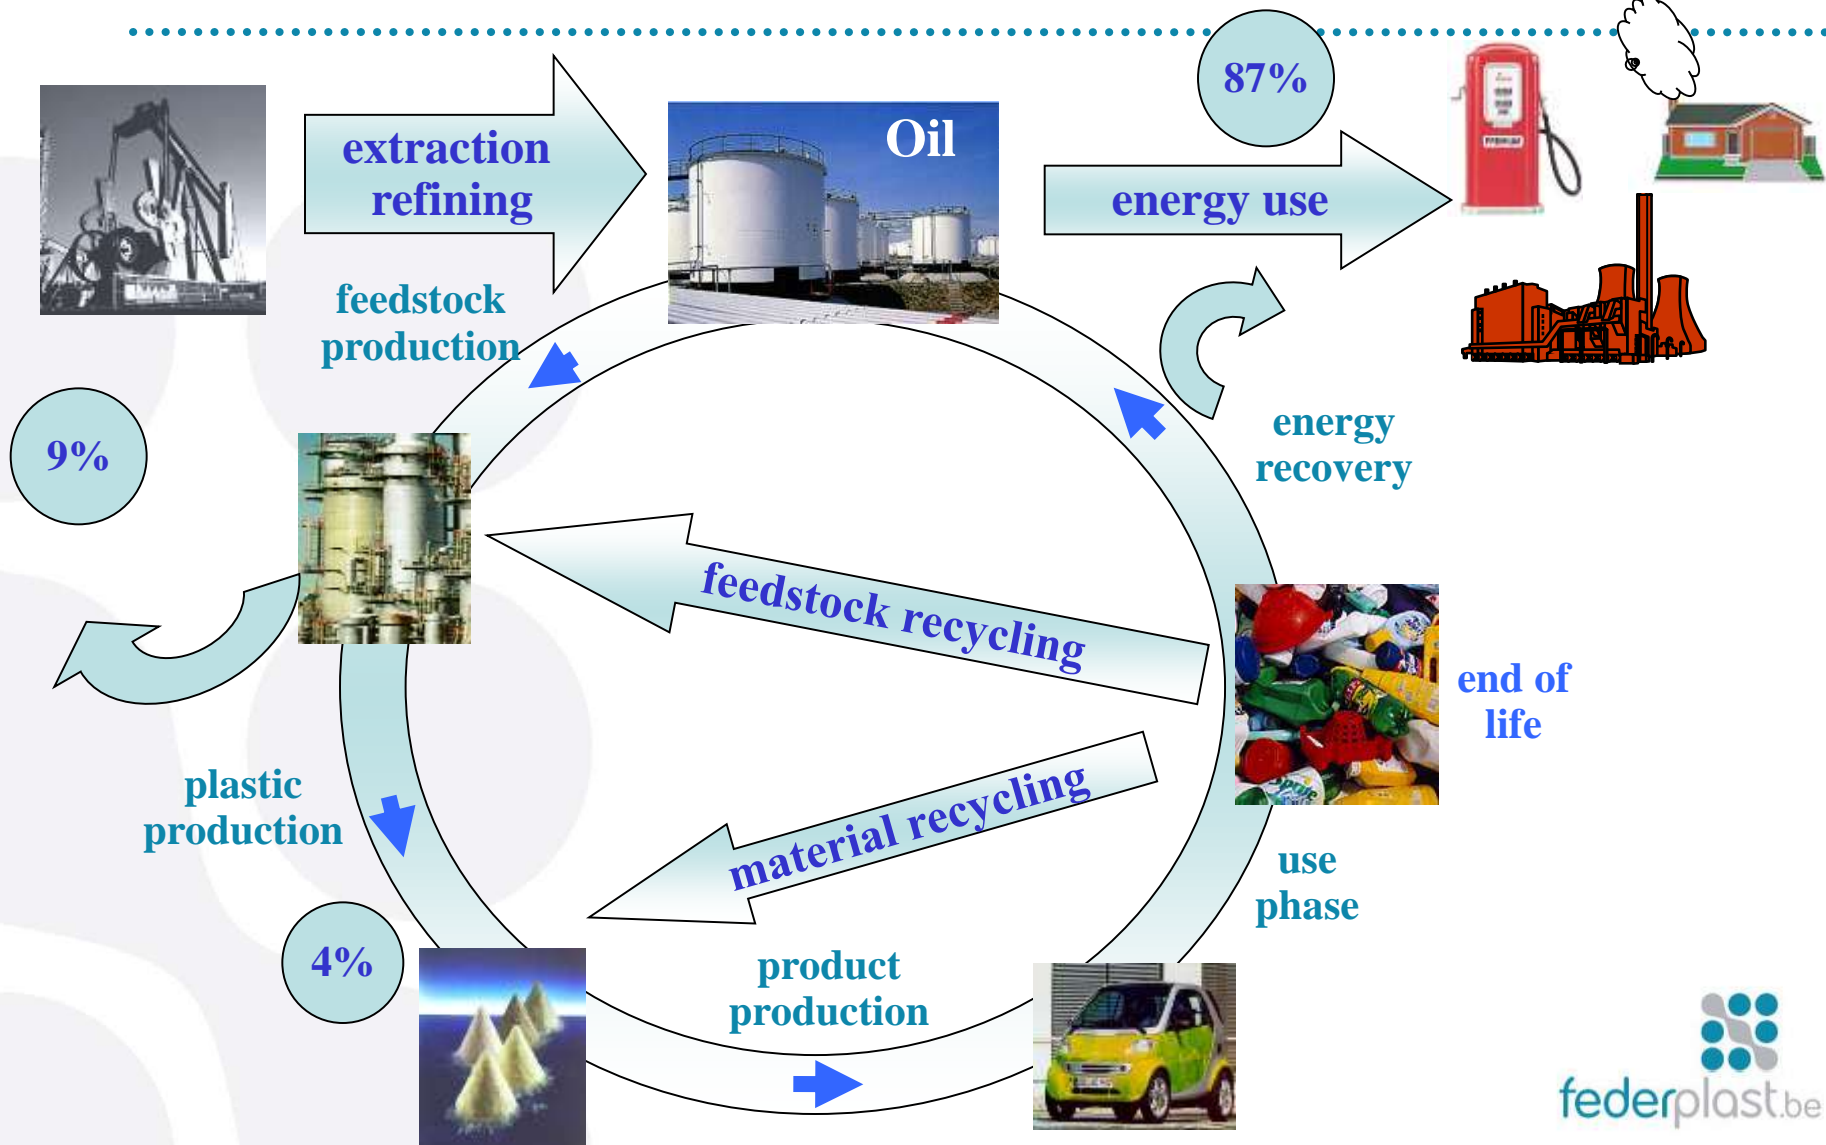 87%
extraction
refining
Oil
energy use
feedstock
production
9%
energy
recovery
feedstock recycling
end of
life
material recycling
plastic
production
use
phase
4%
product
production
federplast.be